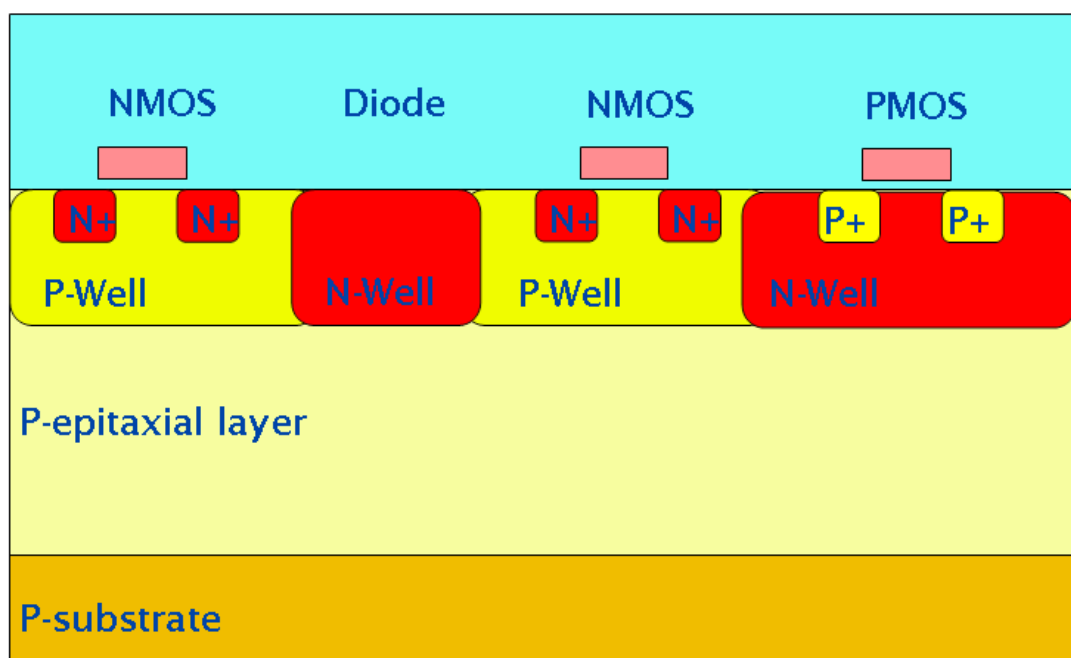 NMOS Diode NMOS PMOS
N+ N+ N+ N+ P+ P+
P-Well N-Well P-Well N-Well
P-epitaxial layer
P-substrate